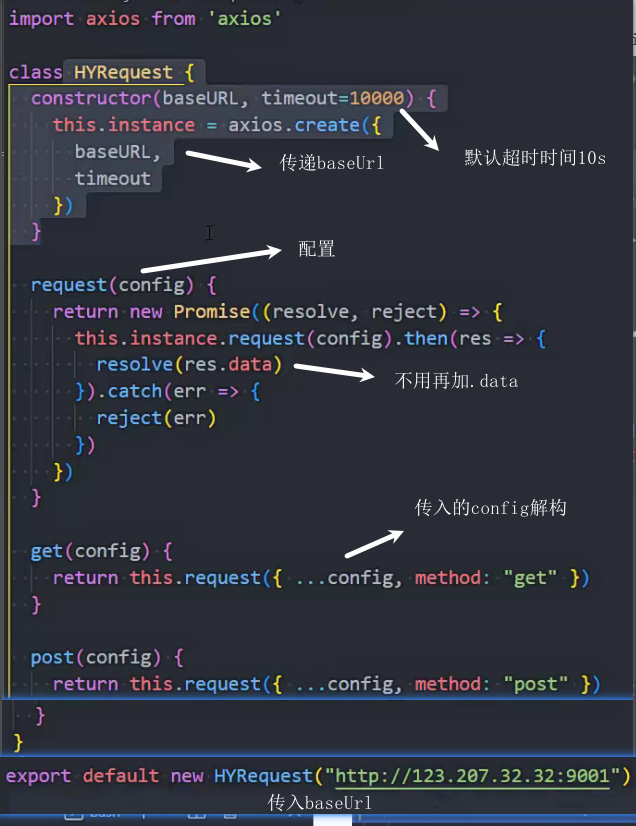 import axios from 'axios'
class HYRequest {
constructor(baseURL, timeout=10000) {
this.instance = axios.create({
baseURL,
timeout
})
}
默认超时时间10s
传递baseUrl
配置
request(config) {
return new Promise((resolve, reject) => {
this.instance.request(config).then(res => {
resolve(res.data)
}).catch(err => {
reject(err)
})
})
}
不用再加.data
传入的config解构
get(config) {
return this.request({ ...config, method: "get" })
}
post(config) {
return this.request({ ...config, method: "post" })
}
}
export default new HYRequest("http://123.207.32.32:9001")
传入baseUrl